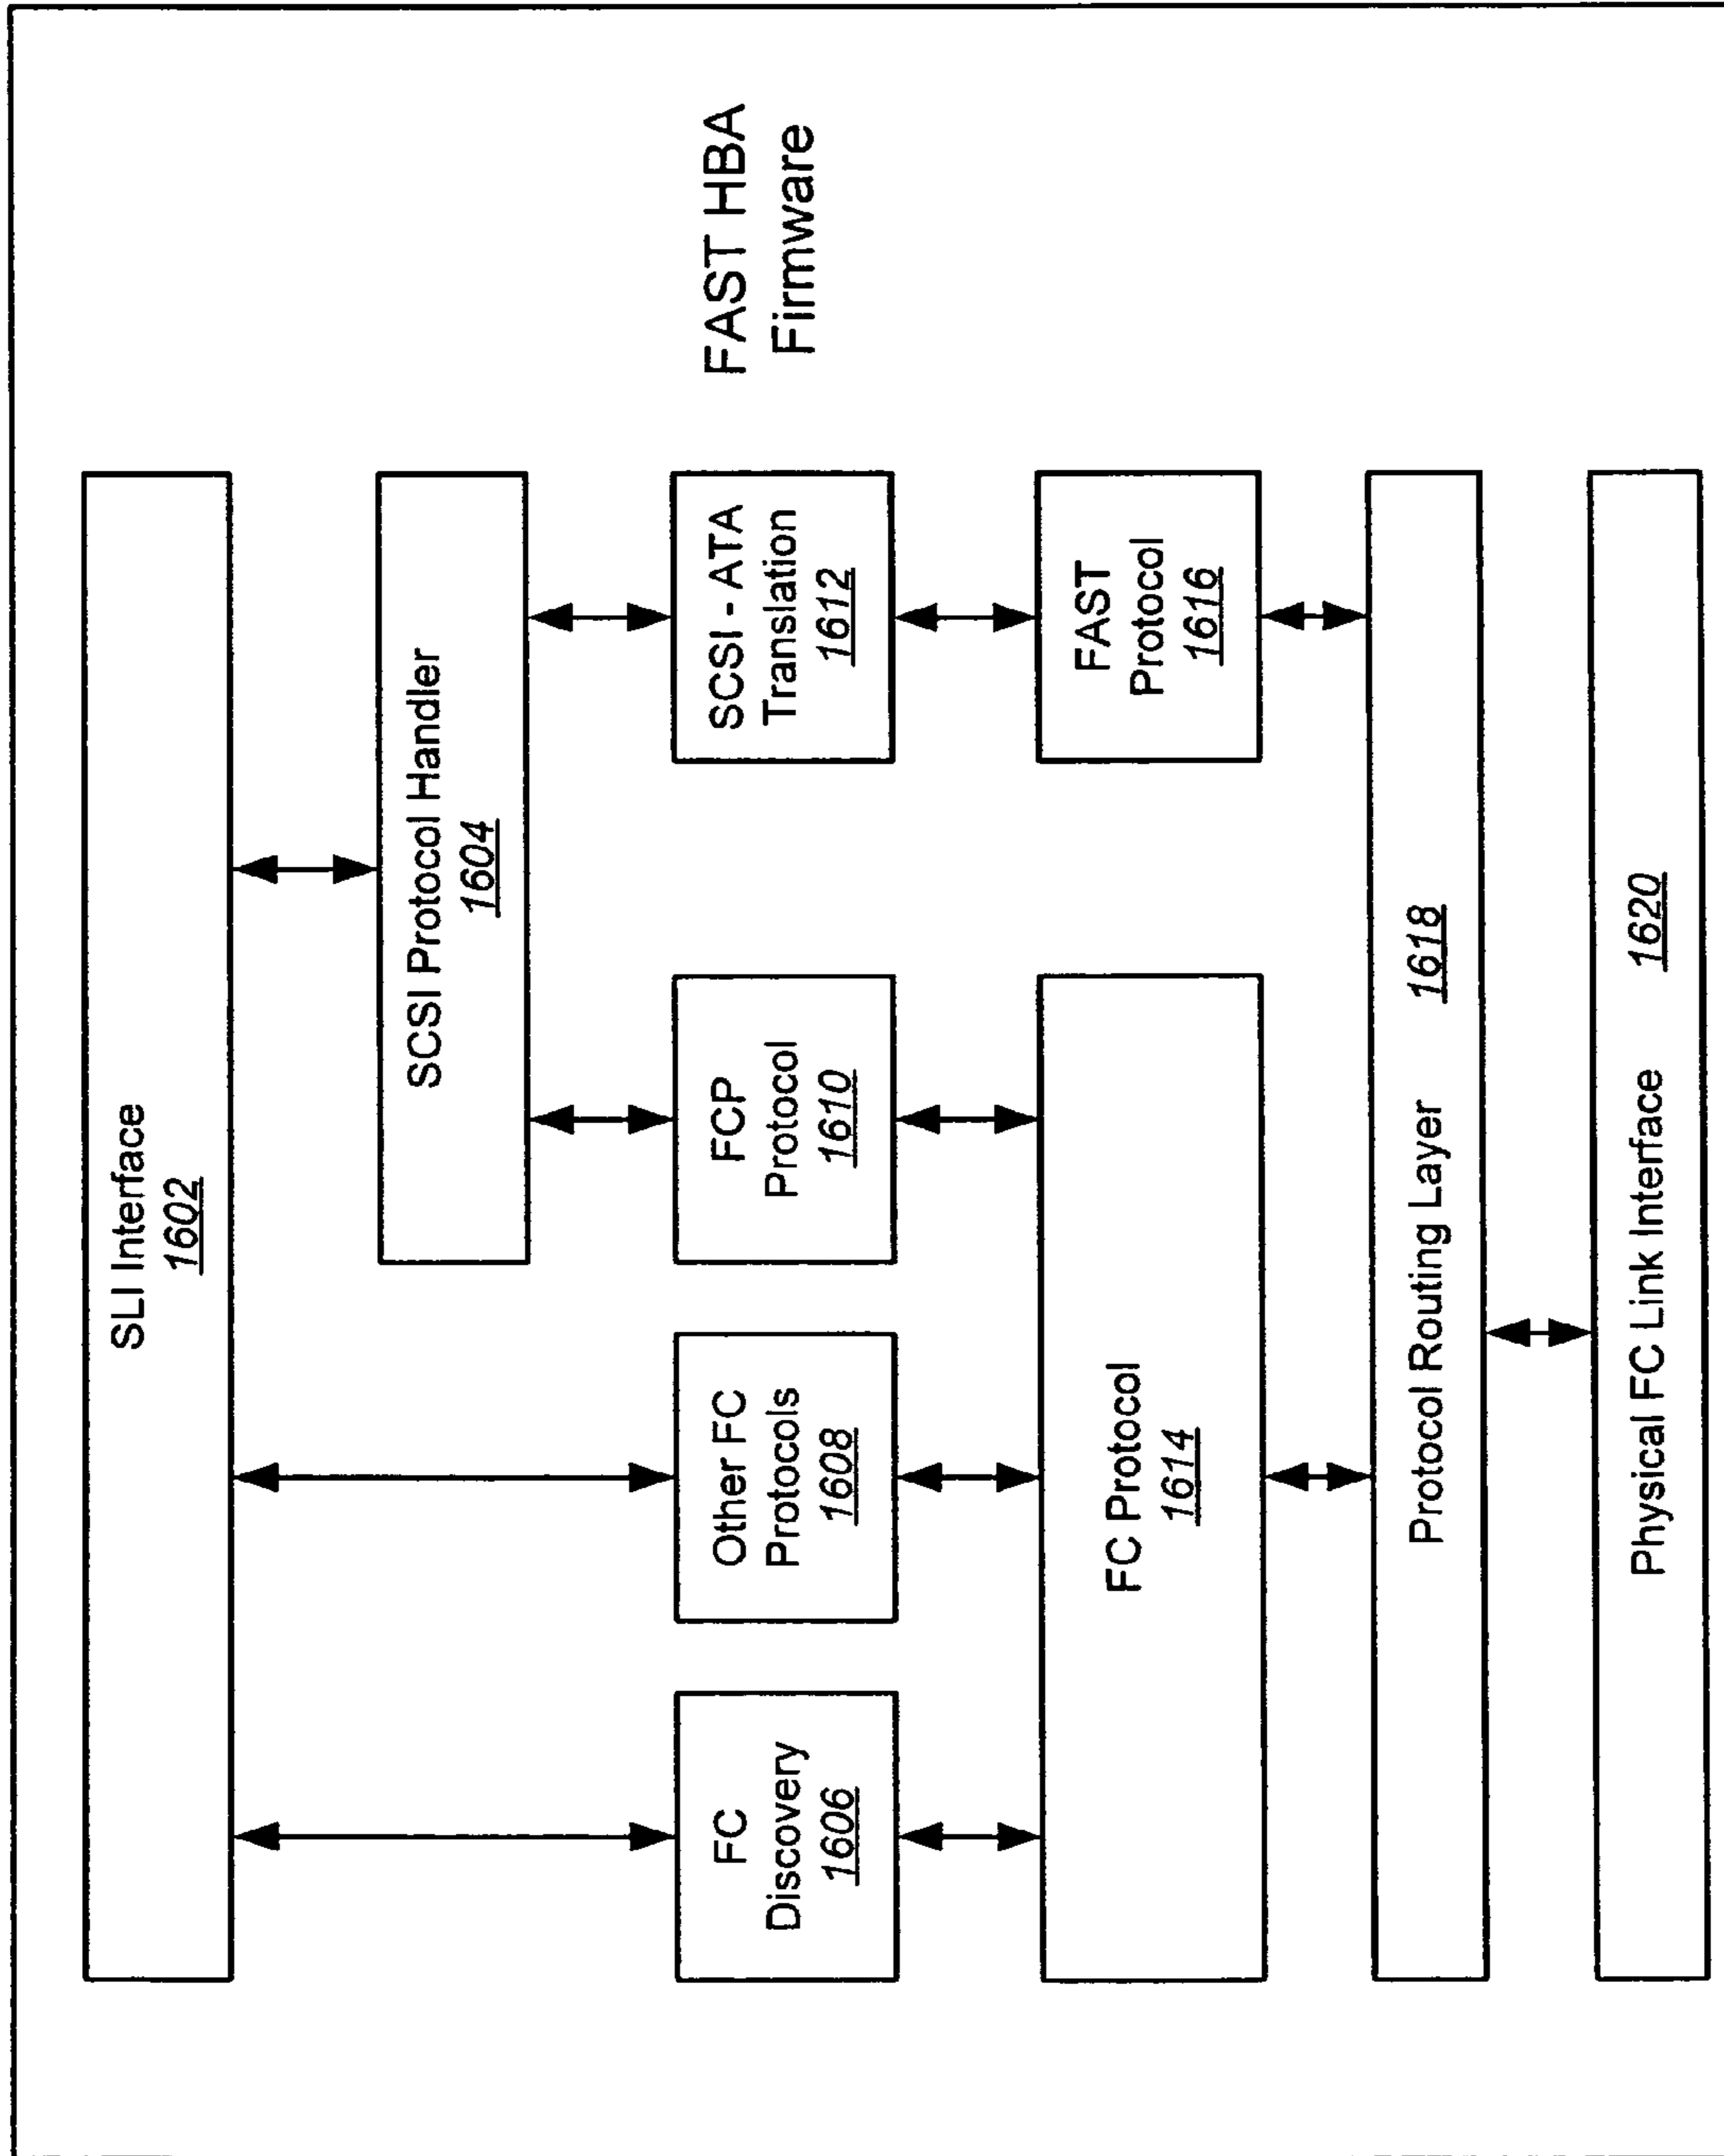 SLI Interface
1602
SCSI Protocol Handler
1604
FC
Discovery
1606
Other FC
Protocols
1608
FCP
Protocol
1610
SCSI - ATA
Translation
1612
FAST HBA
Firmware
FC Protocol
1614
FAST
Protocol
1616
Protocol Routing Layer 1618
Physical FC Link Interface 1620